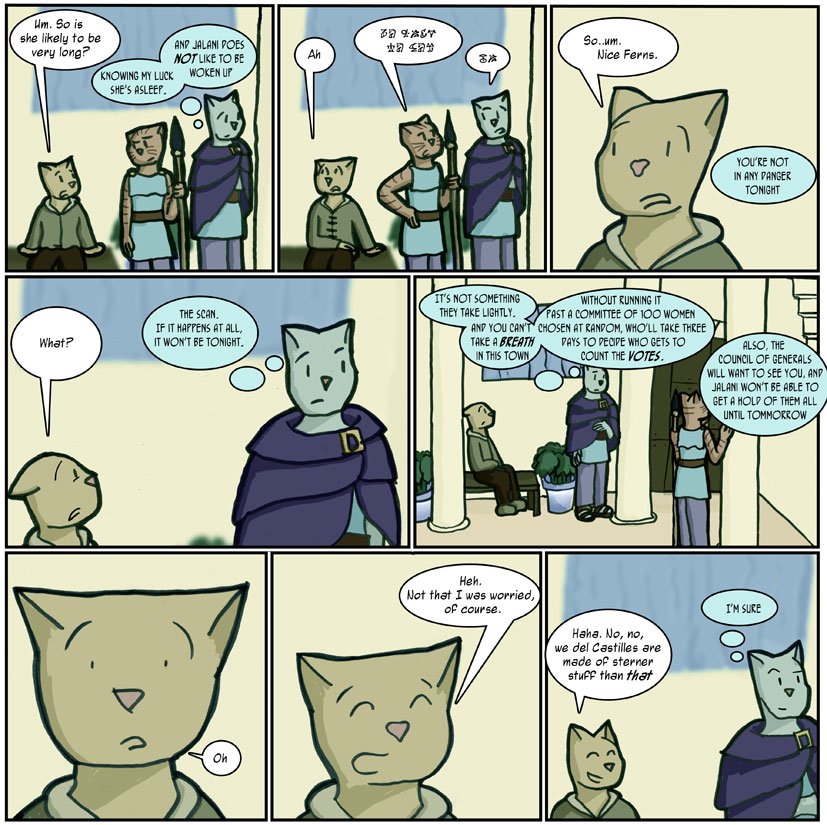 Um. So is
she likely to be
very long?
KNOWING MY LUCK
SHE'S ASLEEP.
AND JALANI DOES
NOT LIKE TO BE
WOKEN UP
Ah
So..um.
Nice Ferns.
YOU'RE NOT
IN ANY DANGER
TONIGHT
What?
THE SCAN.
IF IT HAPPENS AT ALL,
IT WON'T BE TONIGHT.
IT'S NOT SOMETHING
THEY TAKE LIGHTLY.
AND YOU CAN'T
TAKE A BREATH
IN THIS TOWN
WITHOUT RUNNING IT
PAST A COMMITTEE OF 100 WOMEN
CHOSEN AT RANDOM, WHO'LL TAKE THREE
DAYS TO DECIDE WHO GETS TO
COUNT THE VOTES.
ALSO, THE
COUNCIL OF GENERALS
WILL WANT TO SEE YOU, AND
JALANI WON'T BE ABLE TO
GET A HOLD OF THEM ALL
UNTIL TOMMORROW
Oh
Heh.
Not that I was worried,
of course.
Haha. No, no,
we del Castilles are
made of sterner
stuff than that
I'M SURE